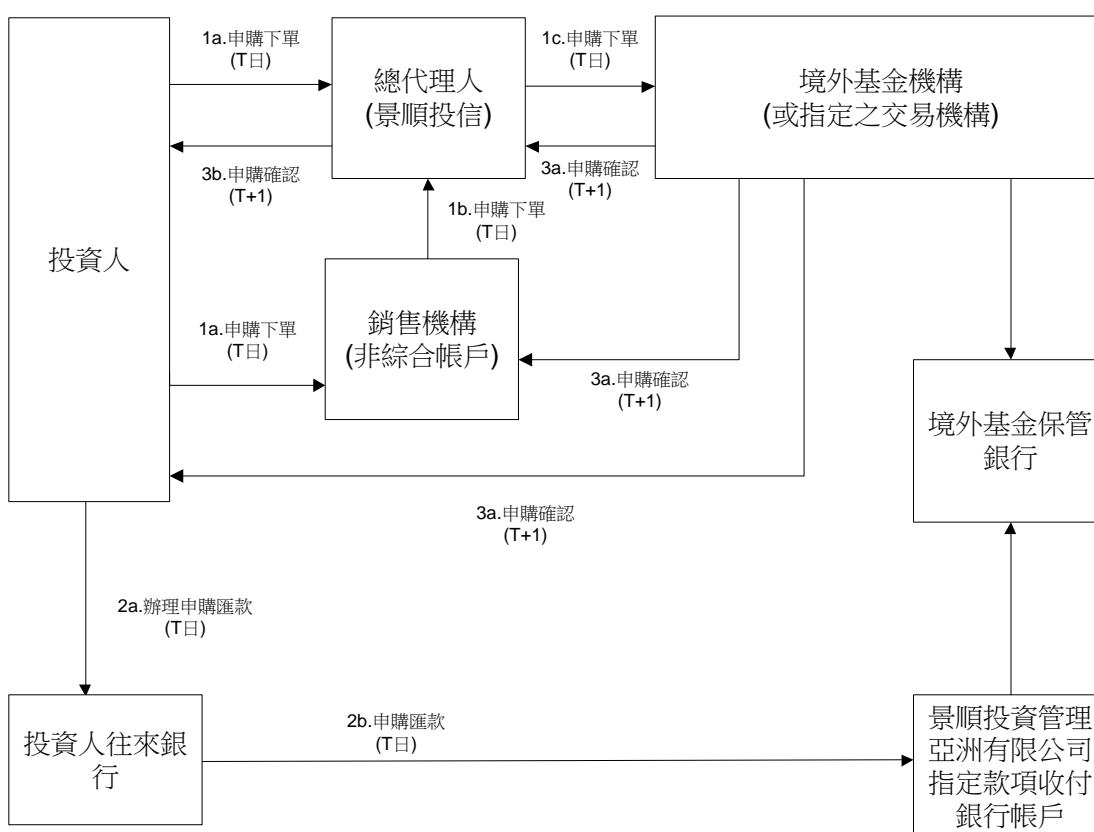 1a.申購下單
(T日)
1c.申購下單
(T日)
總代理人
(景順投信)
境外基金機構
(或指定之交易機構)
3b.申購確認
(T+1)
3a.申購確認
(T+1)
1b.申購下單
(T日)
投資人
1a.申購下單
(T日)
銷售機構
(非綜合帳戶)
3a.申購確認
(T+1)
境外基金保管
銀行
3a.申購確認
(T+1)
2a.辦理申購匯款
(T日)
投資人往來銀
行
2b.申購匯款
(T日)
景順投資管理
亞洲有限公司
指定款項收付
銀行帳戶